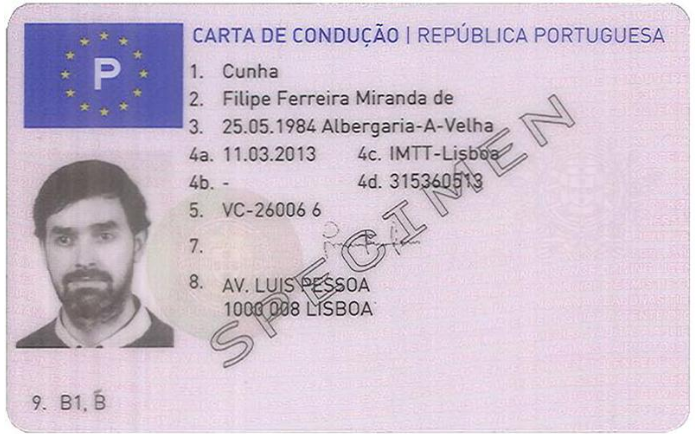 P
CARTA DE CONDUÇÃO | REPÚBLICA PORTUGUESA
1. Cunha
2. Filipe Ferreira Miranda de
3. 25.05.1984 Albergaria-A-Velha
4a. 11.03.2013 4c. IMTT-Lisboa
4b. - 4d. 315360513
5. VC-26006 6
7.
8. AV. LUIS PESSOA
1000 008 LISBOA
9. B1, B
SPECIMEN